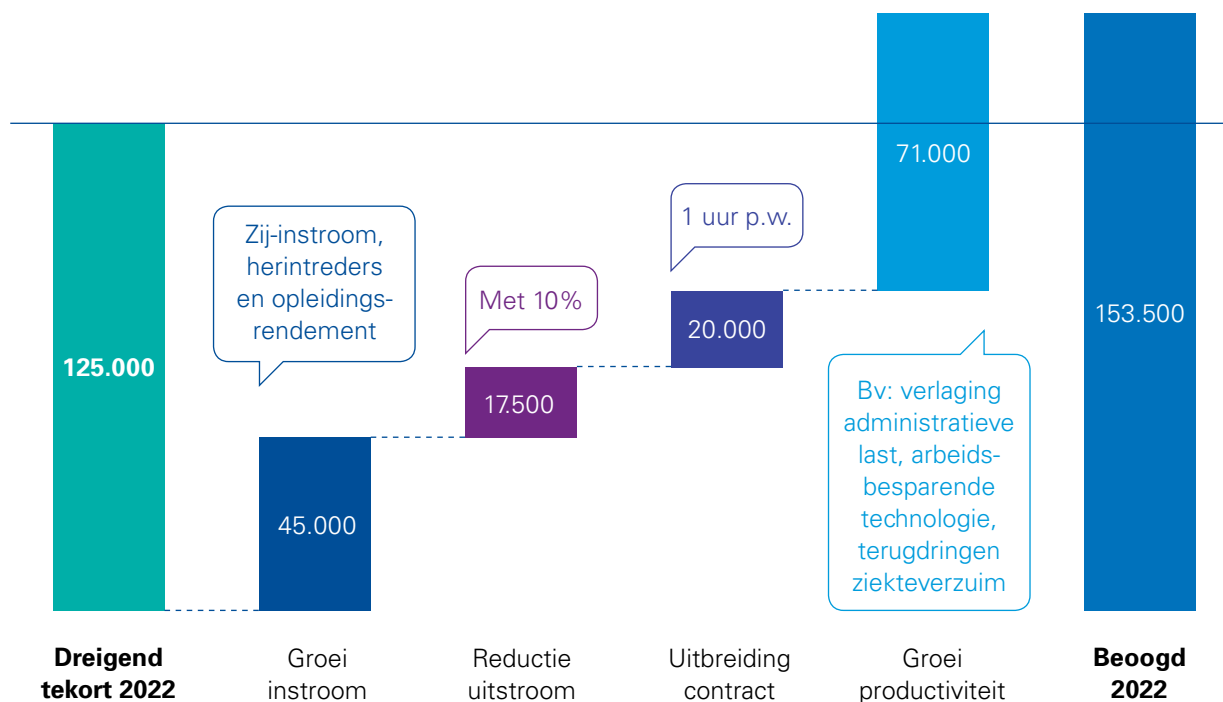 71.000
1 uur p.w.
Zij-instroom,
herintreders
en opleidings-
rendement
Met 10%
20.000
153.500
125.000
17.500
Bv: verlaging
administratieve
last, arbeids-
besparende
technologie,
terugdringen
ziekteverzuim
45.000
Dreigend
tekort 2022
Groei
instroom
Reductie
uitstroom
Uitbreiding
contract
Groei
productiviteit
Beoogd
2022